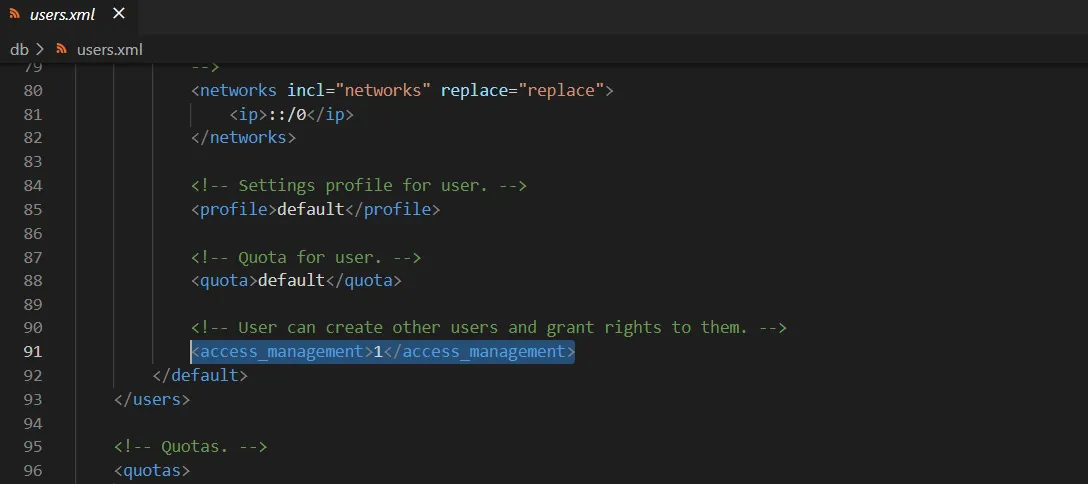 users.xml ×
db > users.xml
79 -->
80 <networks incl="networks" replace="replace">
81 <ip>::/0</ip>
82 </networks>
83
84 <!-- Settings profile for user. -->
85 <profile>default</profile>
86
87 <!-- Quota for user. -->
88 <quota>default</quota>
89
90 <!-- User can create other users and grant rights to them. -->
91 <access_management>1</access_management>
92 </default>
93 </users>
94
95 <!-- Quotas. -->
96 <quotas>